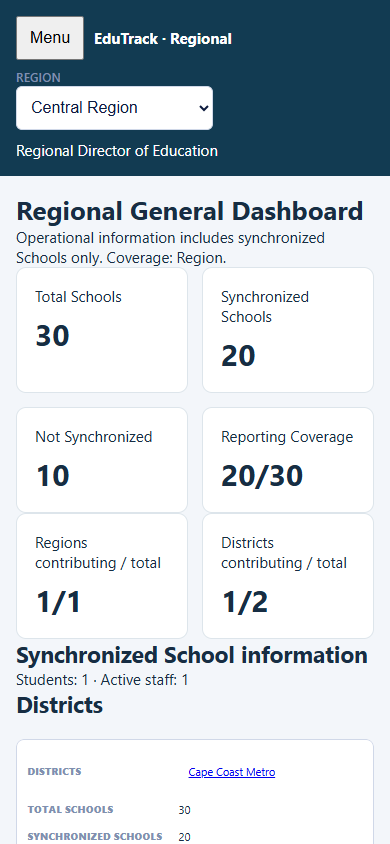 Menu
EduTrack · Regional
REGION
Central Region
Regional Director of Education
Regional General Dashboard
Operational information includes synchronized
Schools only. Coverage: Region.
Total Schools
30
Synchronized
Schools
20
Not Synchronized
10
Reporting Coverage
20/30
Regions
contributing / total
1/1
Districts
contributing / total
1/2
Synchronized School information
Students: 1 · Active staff: 1
Districts
DISTRICTS
Cape Coast Metro
TOTAL SCHOOLS
30
SYNCHRONIZED SCHOOLS
20